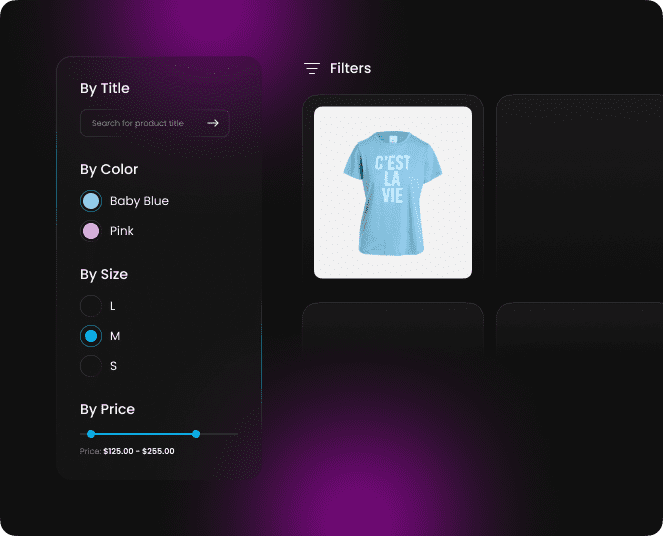 By Title
Search for product title
By Color
Baby Blue
Pink
By Size
L
M
S
By Price
Price: $125.00 - $255.00
Filters
C'EST
LA
VIE